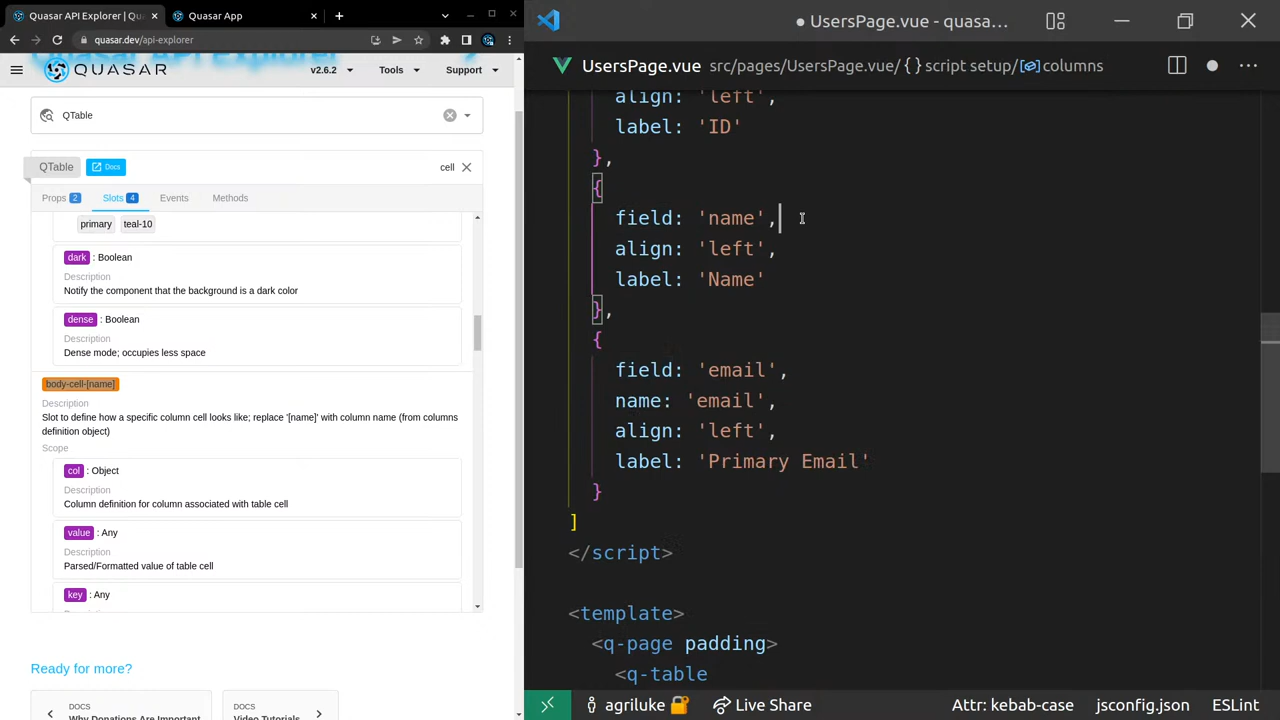 Quasar API Explorer | Qu
Quasar App
quasar.dev/api-explorer
Quasar API Explorer
QUASAR
v2.6.2
Tools
Support
QTable
QTable
Docs
cell
Props 2
Slots 4
Events
Methods
primary teal-10
dark : Boolean
Description
Notify the component that the background is a dark color
dense : Boolean
Description
Dense mode; occupies less space
body-cell-[name]
Description
Slot to define how a specific column cell looks like; replace '[name]' with column name (from columns
definition object)
Scope
col : Object
Description
Column definition for column associated with table cell
value : Any
Description
Parsed/Formatted value of table cell
key : Any
Ready for more?
DOCS
Why Donations Are Important
DOCS
Video Tutorials
● UsersPage.vue - quasa...
UsersPage.vue src/pages/UsersPage.vue/ {} script setup/ columns
align: 'left',
label: 'ID'
},
{
field: 'name',
align: 'left',
label: 'Name'
},
{
field: 'email',
name: 'email',
align: 'left',
label: 'Primary Email'
}
]
</script>
<template>
<q-page padding>
<q-table
agriluke
Live Share
Attr: kebab-case
jsconfig.json
ESLint